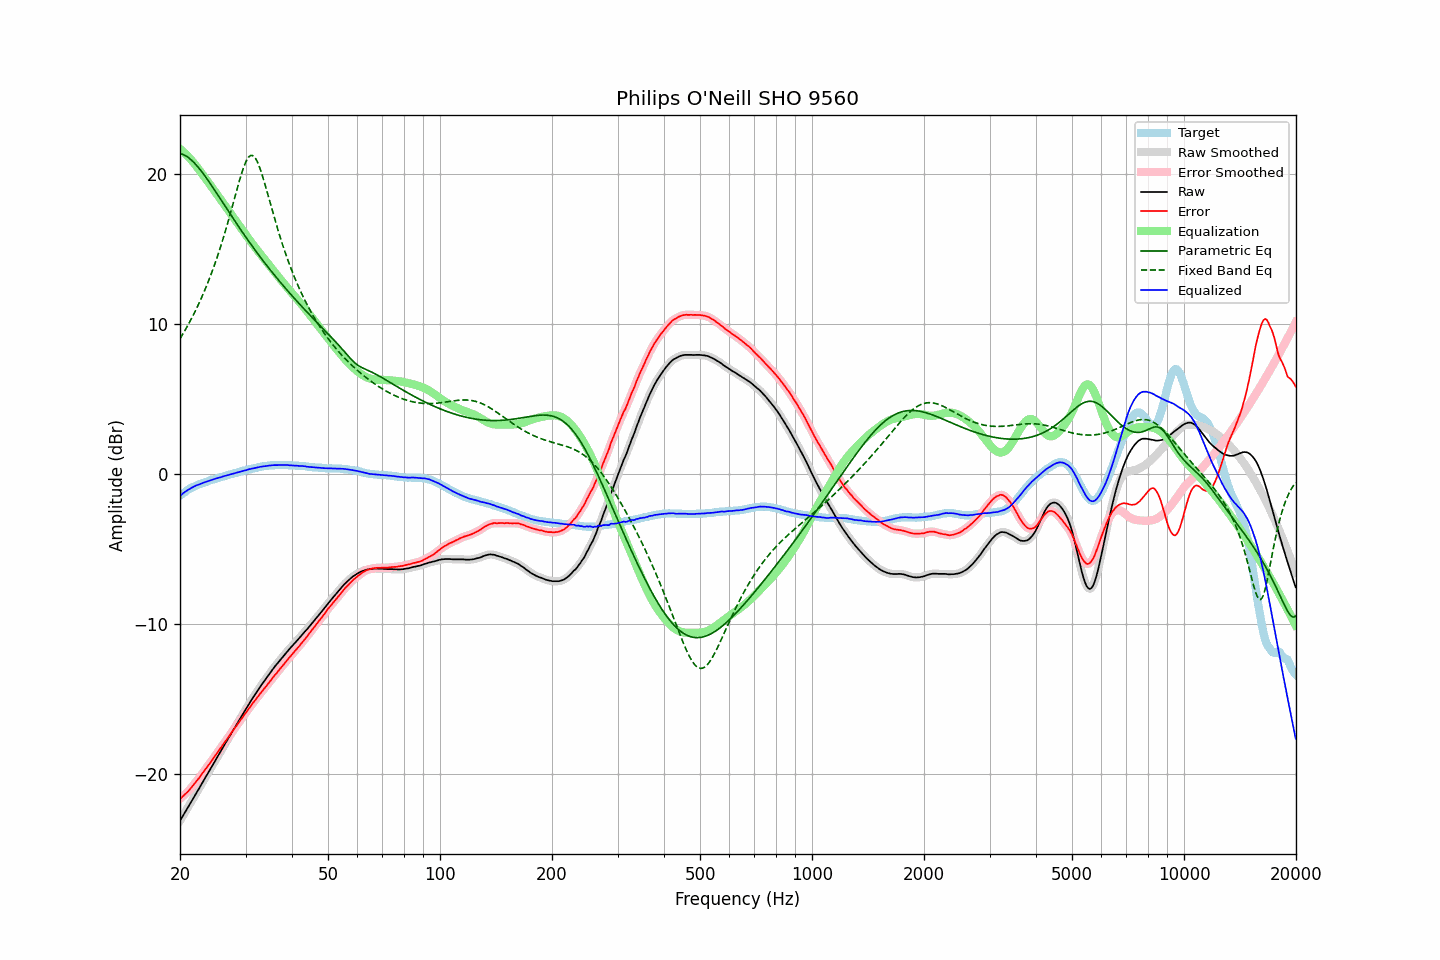 Philips O'Neill SHO 9560
Target
Raw Smoothed
Error Smoothed
Raw
Error
Equalization
Parametric Eq
Fixed Band Eq
Equalized
Amplitude (dBr)
20
10
0
−10
−20
20 50 100 200 500 1000 2000 5000 10000 20000
Frequency (Hz)